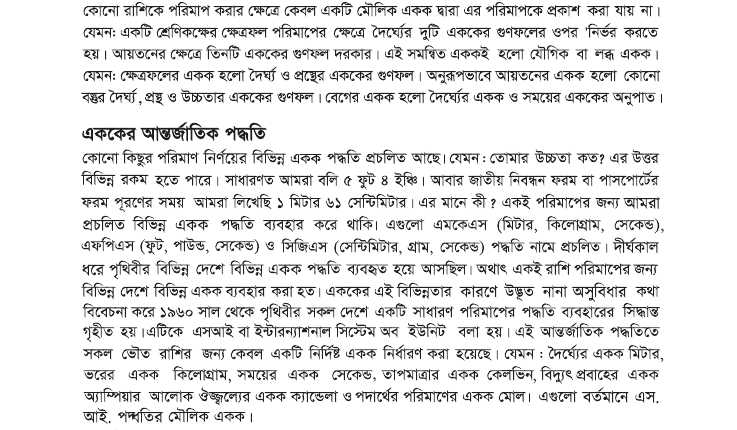 কোনো রাশিকে পরিমাপ করার ক্ষেত্রে কেবল একটি মৌলিক একক দ্বারা এর পরিমাপকে প্রকাশ করা যায় না।
যেমন: একটি শ্রেণিকক্ষের ক্ষেত্রফল পরিমাপের ক্ষেত্রে দৈর্ঘ্যের দুটি এককের গুণফলের ওপর 'নির্ভর করতে
হয়। আয়তনের ক্ষেত্রে তিনটি এককের গুণফল দরকার। এই সমন্বিত এককই হলো যৌগিক বা লব্ধ একক।
যেমন: ক্ষেত্রফলের একক হলো দৈর্ঘ্য ও প্রস্থের এককের গুণফল। অনুরূপভাবে আয়তনের একক হলো কোনো
বস্তুর দৈর্ঘ্য, প্রস্থ ও উচ্চতার এককের গুণফল। বেগের একক হলো দৈর্ঘ্যের একক ও সময়ের এককের অনুপাত।
এককের আন্তর্জাতিক পদ্ধতি
কোনো কিছুর পরিমাণ নির্ণয়ের বিভিন্ন একক পদ্ধতি প্রচলিত আছে। যেমন : তোমার উচ্চতা কত? এর উত্তর
বিভিন্ন রকম হতে পারে। সাধারণত আমরা বলি ৫ ফুট ৪ ইঞ্চি। আবার জাতীয় নিবন্ধন ফরম বা পাসপোর্টের
ফরম পূরণের সময় আমরা লিখেছি ১ মিটার ৬১ সেন্টিমিটার। এর মানে কী ? একই পরিমাপের জন্য আমরা
প্রচলিত বিভিন্ন একক পদ্ধতি ব্যবহার করে থাকি। এগুলো এমকেএস (মিটার, কিলোগ্রাম, সেকেন্ড),
এফপিএস (ফুট, পাউন্ড, সেকেন্ড) ও সিজিএস (সেন্টিমিটার, গ্রাম, সেকেন্ড) পদ্ধতি নামে প্রচলিত। দীর্ঘকাল
ধরে পৃথিবীর বিভিন্ন দেশে বিভিন্ন একক পদ্ধতি ব্যবহৃত হয়ে আসছিল। অথাৎ একই রাশি পরিমাপের জন্য
বিভিন্ন দেশে বিভিন্ন একক ব্যবহার করা হত। এককের এই বিভিন্নতার কারণে উদ্ভূত নানা অসুবিধার কথা
বিবেচনা করে ১৯৬০ সাল থেকে পৃথিবীর সকল দেশে একটি সাধারণ পরিমাপের পদ্ধতি ব্যবহারের সিদ্ধান্ত
গৃহীত হয়। এটিকে এসআই বা ইন্টারন্যাশনাল সিস্টেম অব ইউনিট বলা হয়। এই আন্তর্জাতিক পদ্ধতিতে
সকল ভৌত রাশির জন্য কেবল একটি নির্দিষ্ট একক নির্ধারণ করা হয়েছে। যেমন : দৈর্ঘ্যের একক মিটার,
ভরের একক কিলোগ্রাম, সময়ের একক সেকেন্ড, তাপমাত্রার একক কেলভিন, বিদ্যুৎ প্রবাহের একক
অ্যাম্পিয়ার আলোক ঔজ্জ্বল্যের একক ক্যান্ডেলা ও পদার্থের পরিমাণের একক মোল। এগুলো বর্তমানে এস.
আই. পদ্ধতির মৌলিক একক।